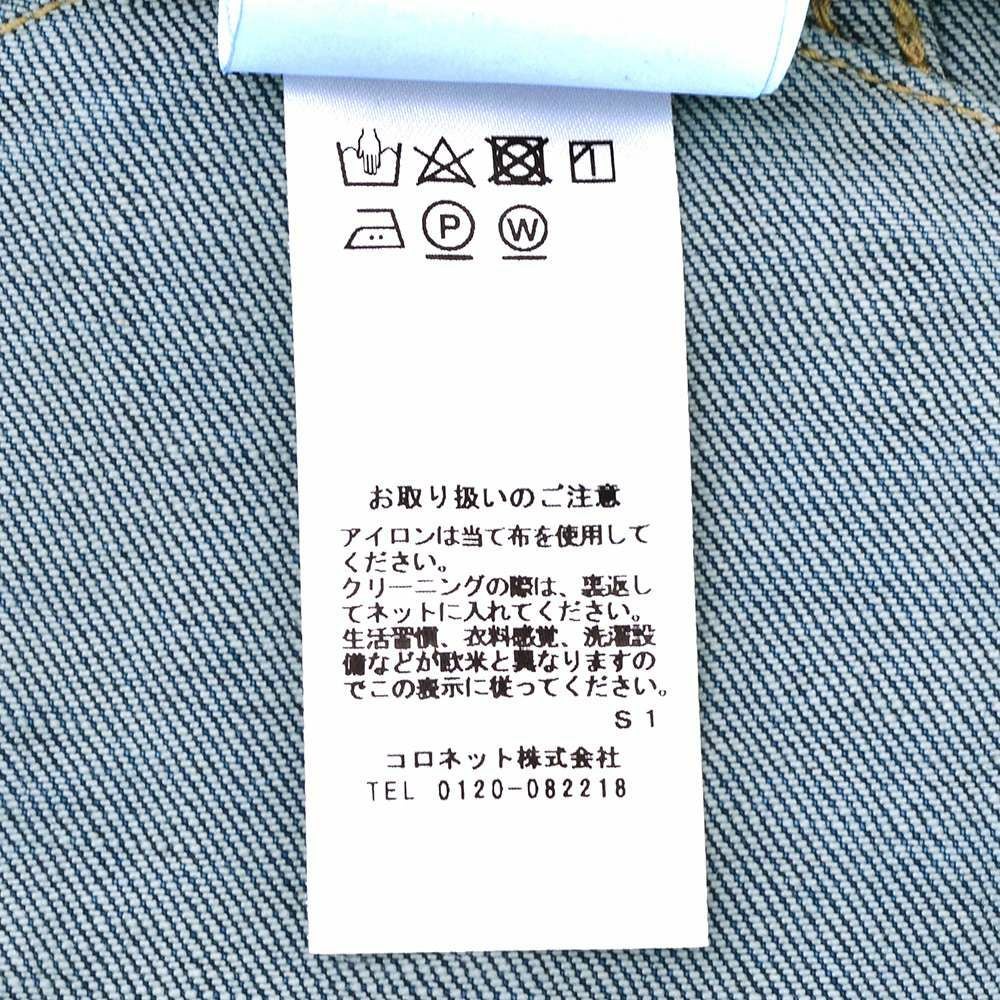 P W
お取り扱いのご注意
アイロンは当て布を使用して
ください。
クリーニングの際は、裏返し
てネットに入れてください。
生活習慣、衣料感覚、洗濯設
備などが欧米と異なりますの
でこの表示に従ってください。
S1
コロネット株式会社
TEL 0120-082218